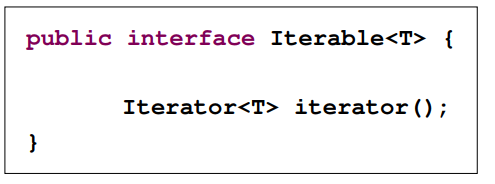 public interface Iterable<T> {
Iterator<T> iterator();
}